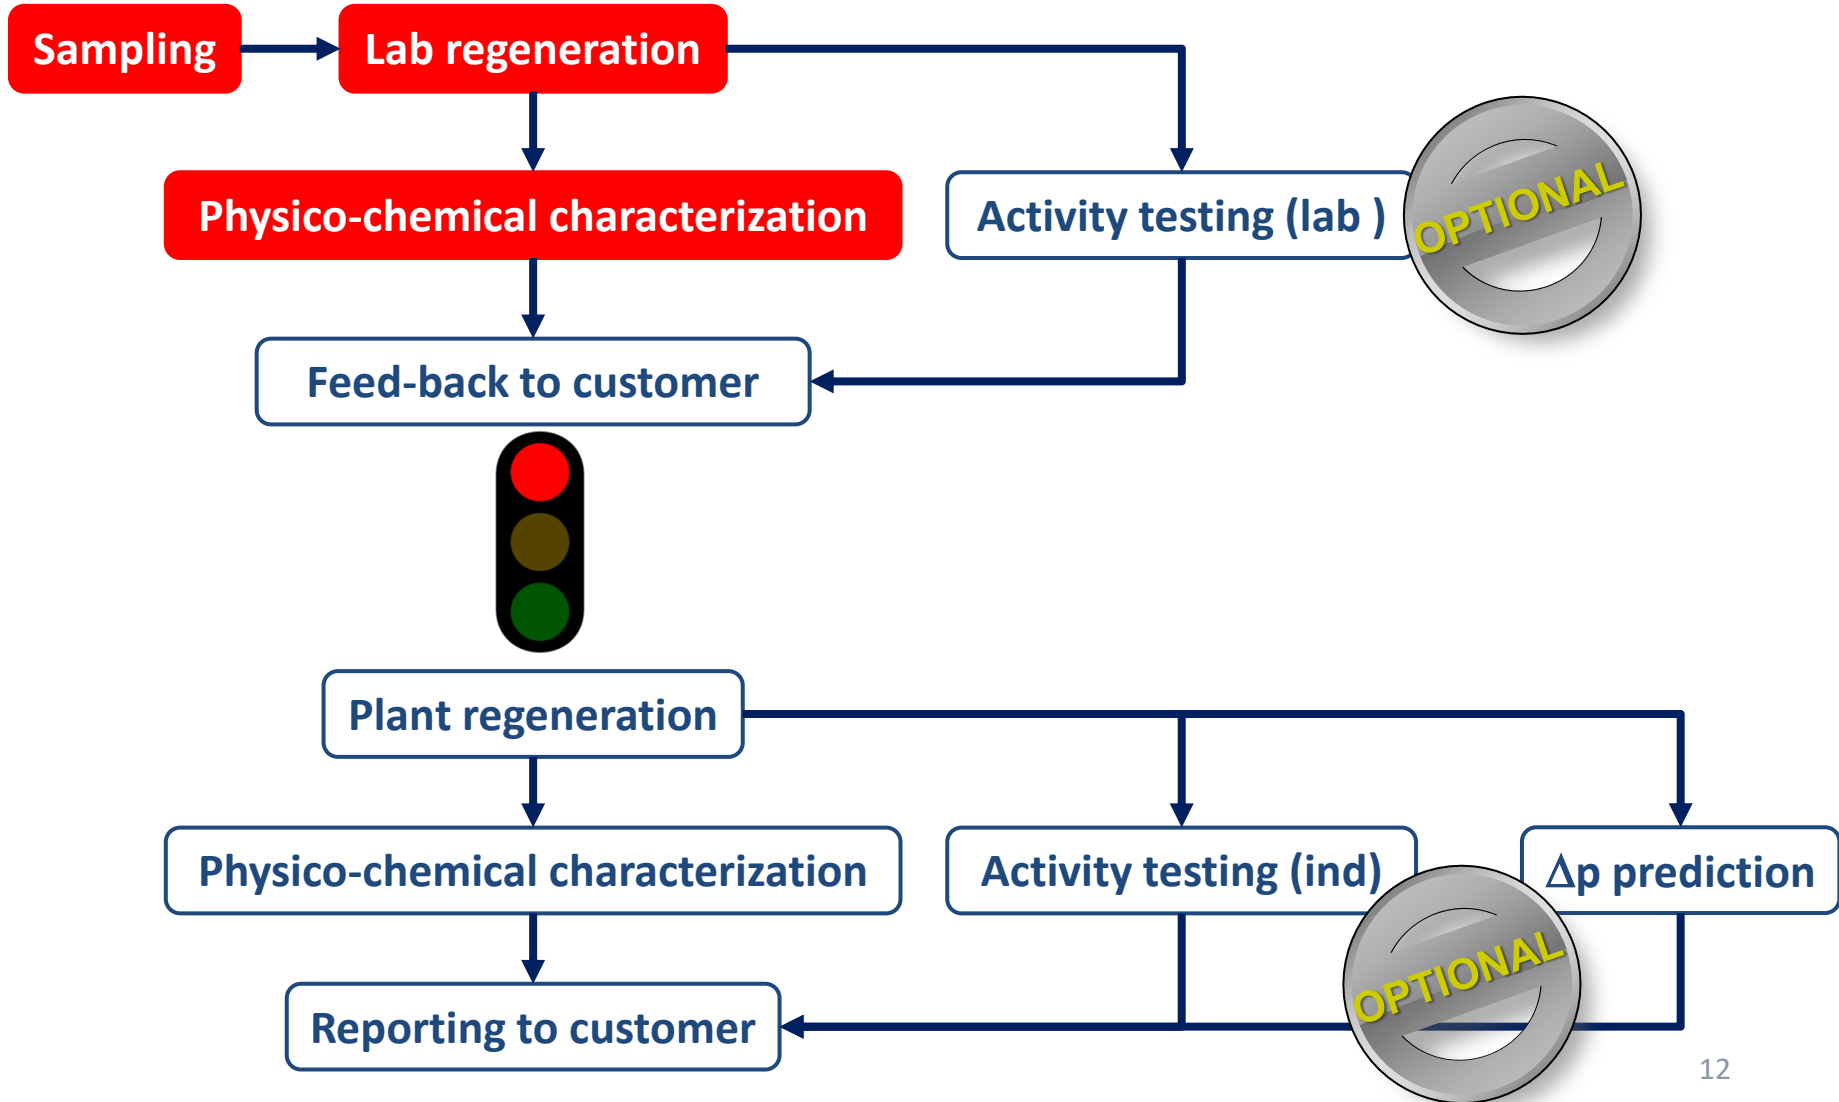 Sampling
Lab regeneration
Physico-chemical characterization
Activity testing (lab )
OPTIONAL
Feed-back to customer
Plant regeneration
Physico-chemical characterization
Activity testing (ind)
Δp prediction
OPTIONAL
Reporting to customer
12